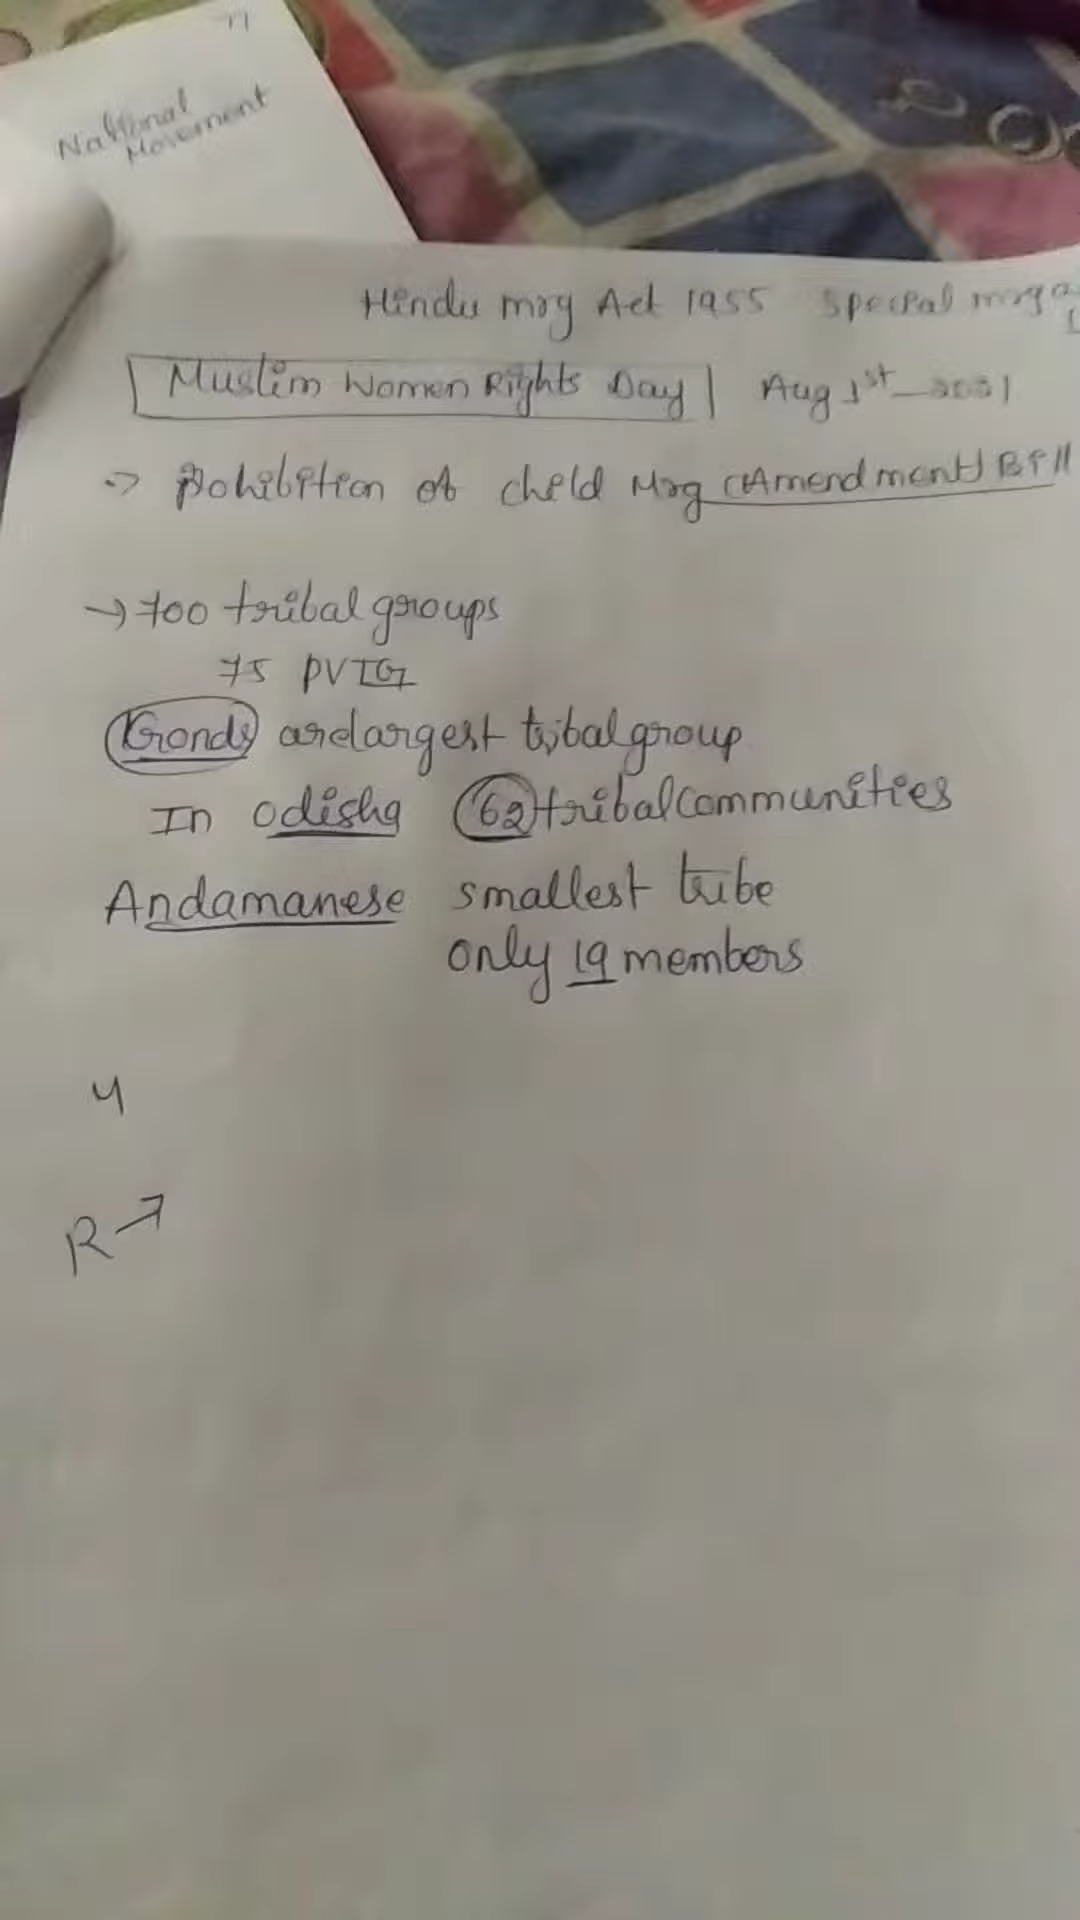 77
National
Movement
Hindu mrg Act 1955 Special mrg a
Muslim Women Rights Day Aug 1st - 2021
-> Prohibition of child Mrg (Amendment) Bill
-> 700 tribal groups
75 PVTG
Gonds are largest tribal group
In odisha 62 tribal communities
Andamanese smallest tribe
only 19 members
4
R - 7